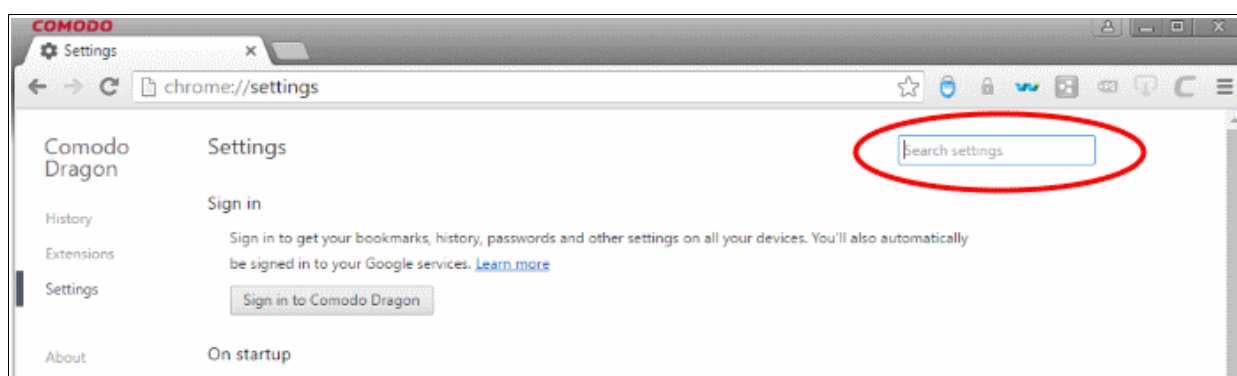 COMODO
Settings
chrome://settings
Comodo
Dragon
Settings
Search settings
History
Extensions
Settings
About
Sign in
Sign in to get your bookmarks, history, passwords and other settings on all your devices. You'll also automatically
be signed in to your Google services. Learn more
Sign in to Comodo Dragon
On startup